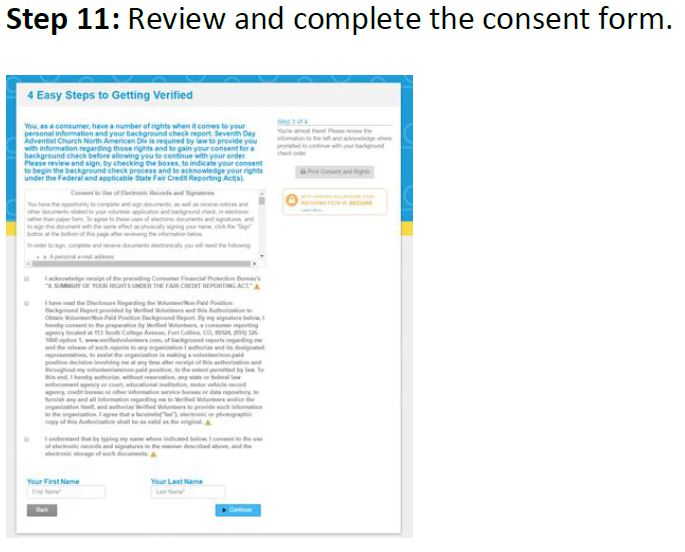 Step 11: Review and complete the consent form.
4 Easy Steps to Getting Verified
You, as a consumer, have a number of rights when it comes to your
personal information and your background check report. Seventh Day
Adventist Church North American Div is required by law to provide you
with information regarding those rights and to gain your consent for a
background check before allowing you to continue with your order.
Please review and sign, by checking the boxes, to indicate your consent
to begin the background check process and to acknowledge your rights
under the Federal and applicable State Fair Credit Reporting Act(s).
Step 3 of 4
You're almost there! Please review the
information to the left and acknowledge where
prompted to continue with your background
check order.
Print Consent and Rights
INFORMATION IS SECURE
Learn More
Consent to Use of Electronic Records and Signatures
You have the opportunity to complete and sign documents, as well as receive notices and
other documents related to your volunteer application and background check, in electronic
rather than paper form. To agree to these uses of electronic documents and signatures, and
to sign this document with the same effect as physically signing your name, click the "Sign"
button at the bottom of this page after reviewing the information below.
In order to sign, complete and receive documents electronically you will need the following:
A personal e-mail address;
I acknowledge receipt of the preceding Consumer Financial Protection Bureau's
"A SUMMARY OF YOUR RIGHTS UNDER THE FAIR CREDIT REPORTING ACT."
I have read the Disclosure Regarding the Volunteer/Non-Paid Position
Background Report provided by Verified Volunteers and this Authorization to
Obtain Volunteer/Non-Paid Position Background Report. By my signature below, I
hereby consent to the preparation by Verified Volunteers, a consumer reporting
agency located at 113 South College Avenue, Fort Collins, CO, 80524, (855) 326-
1860 option 1, www.verifiedvolunteers.com, of background reports regarding me
and the release of such reports to any organization I authorize and its designated
representatives, to assist the organization in making a volunteer/non-paid
position decision involving me at any time after receipt of this authorization and
throughout my volunteer/non-paid position, to the extent permitted by law. To
this end, I hereby authorize, without reservation, any state or federal law
enforcement agency or court, educational institution, motor vehicle record
agency, credit bureau or other information service bureau or data repository, to
furnish any and all information regarding me to Verified Volunteers and/or the
organization itself, and authorize Verified Volunteers to provide such information
to the organization. I agree that a facsimile("fax"), electronic or photographic
copy of this Authorization shall be as valid as the original.
I understand that by typing my name where indicated below, I consent to the use
of electronic records and signatures in the manner described above, and the
electronic storage of such documents.
Your First Name
Your Last Name
First Name*
Last Name*
Back
Continue